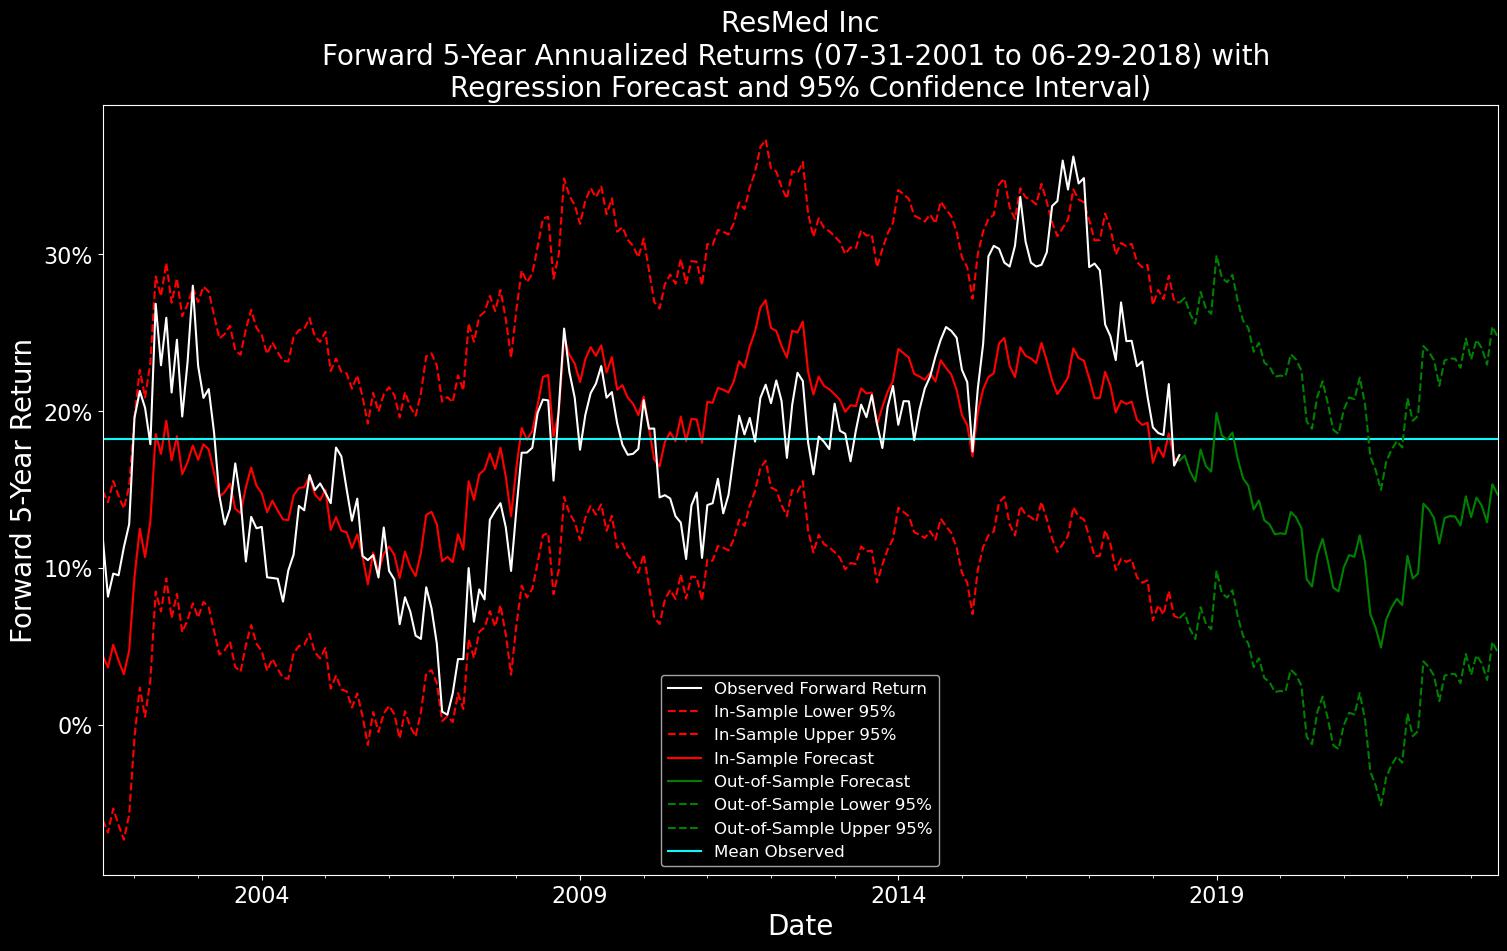 ResMed Inc
Forward 5-Year Annualized Returns (07-31-2001 to 06-29-2018) with
Regression Forecast and 95% Confidence Interval)
Forward 5-Year Return
30%
20%
10%
0%
Observed Forward Return
In-Sample Lower 95%
In-Sample Upper 95%
In-Sample Forecast
Out-of-Sample Forecast
Out-of-Sample Lower 95%
Out-of-Sample Upper 95%
Mean Observed
2004
2009
2014
2019
Date